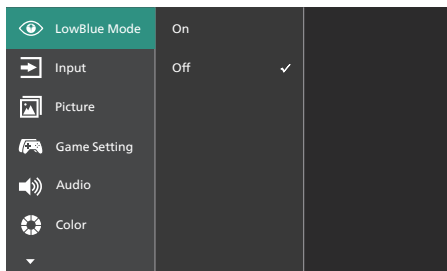 LowBlue Mode
On
Input
Off
Picture
Game Setting
Audio
Color